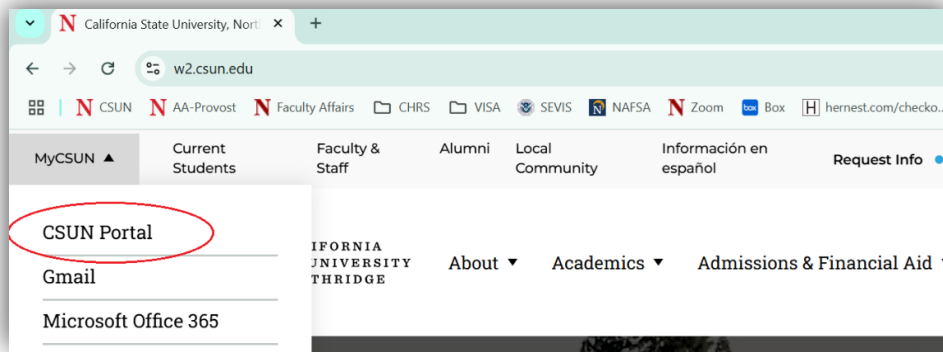 N California State University, Nort
w2.csun.edu
N CSUN N AA-Provost N Faculty Affairs CHRS VISA SEVIS N NAFSA N Zoom box Box H hernest.com/checko...
MyCSUN ▲ Current Students Faculty & Staff Alumni Local Community Información en español Request Info
CSUN Portal
Gmail
Microsoft Office 365
IFORNIA
UNIVERSITY
THRIDGE
About ▼ Academics ▼ Admissions & Financial Aid